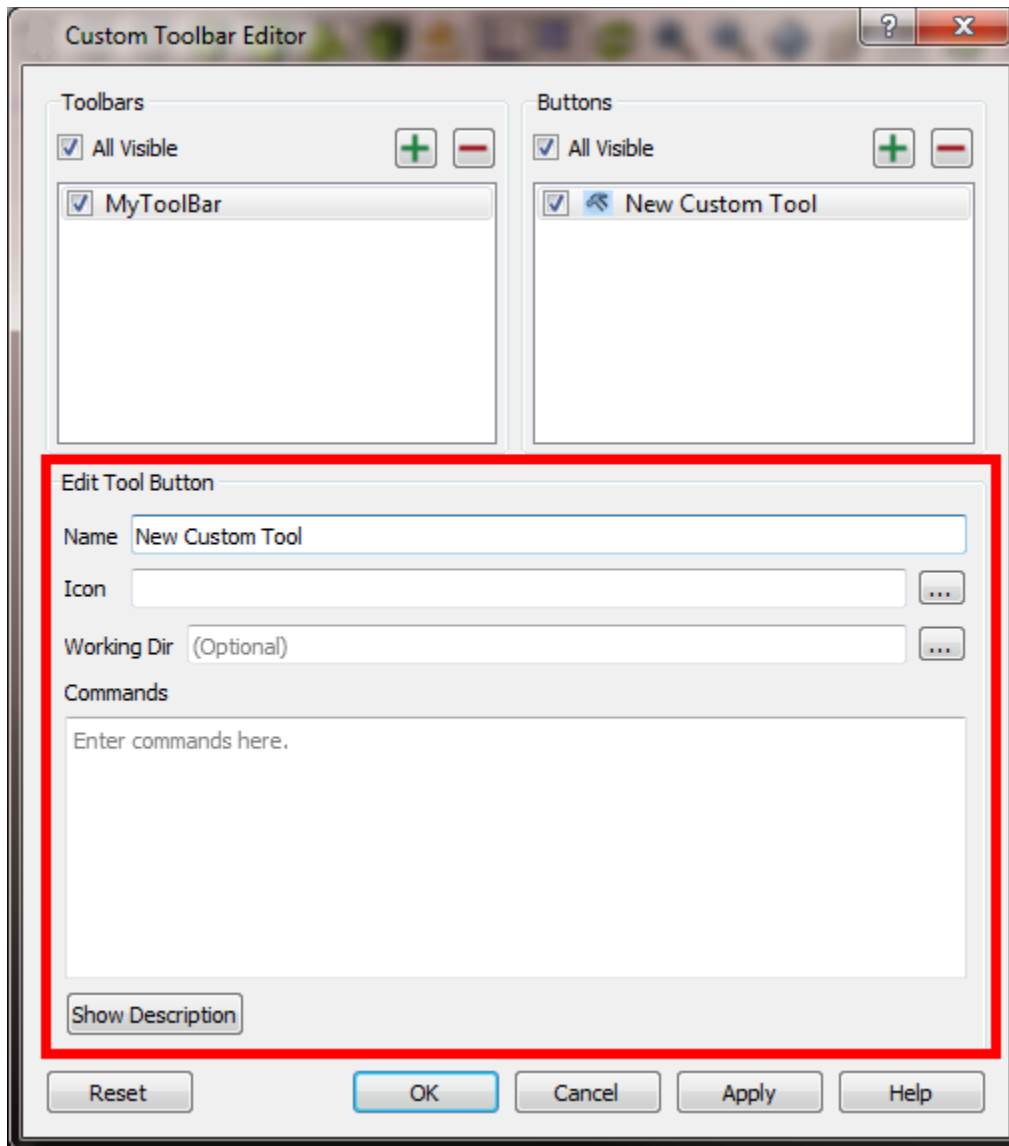 Custom Toolbar Editor
?
Toolbars
All Visible
MyToolBar
Buttons
All Visible
New Custom Tool
Edit Tool Button
Name New Custom Tool
Icon ...
Working Dir (Optional) ...
Commands
Enter commands here.
Show Description
Reset OK Cancel Apply Help